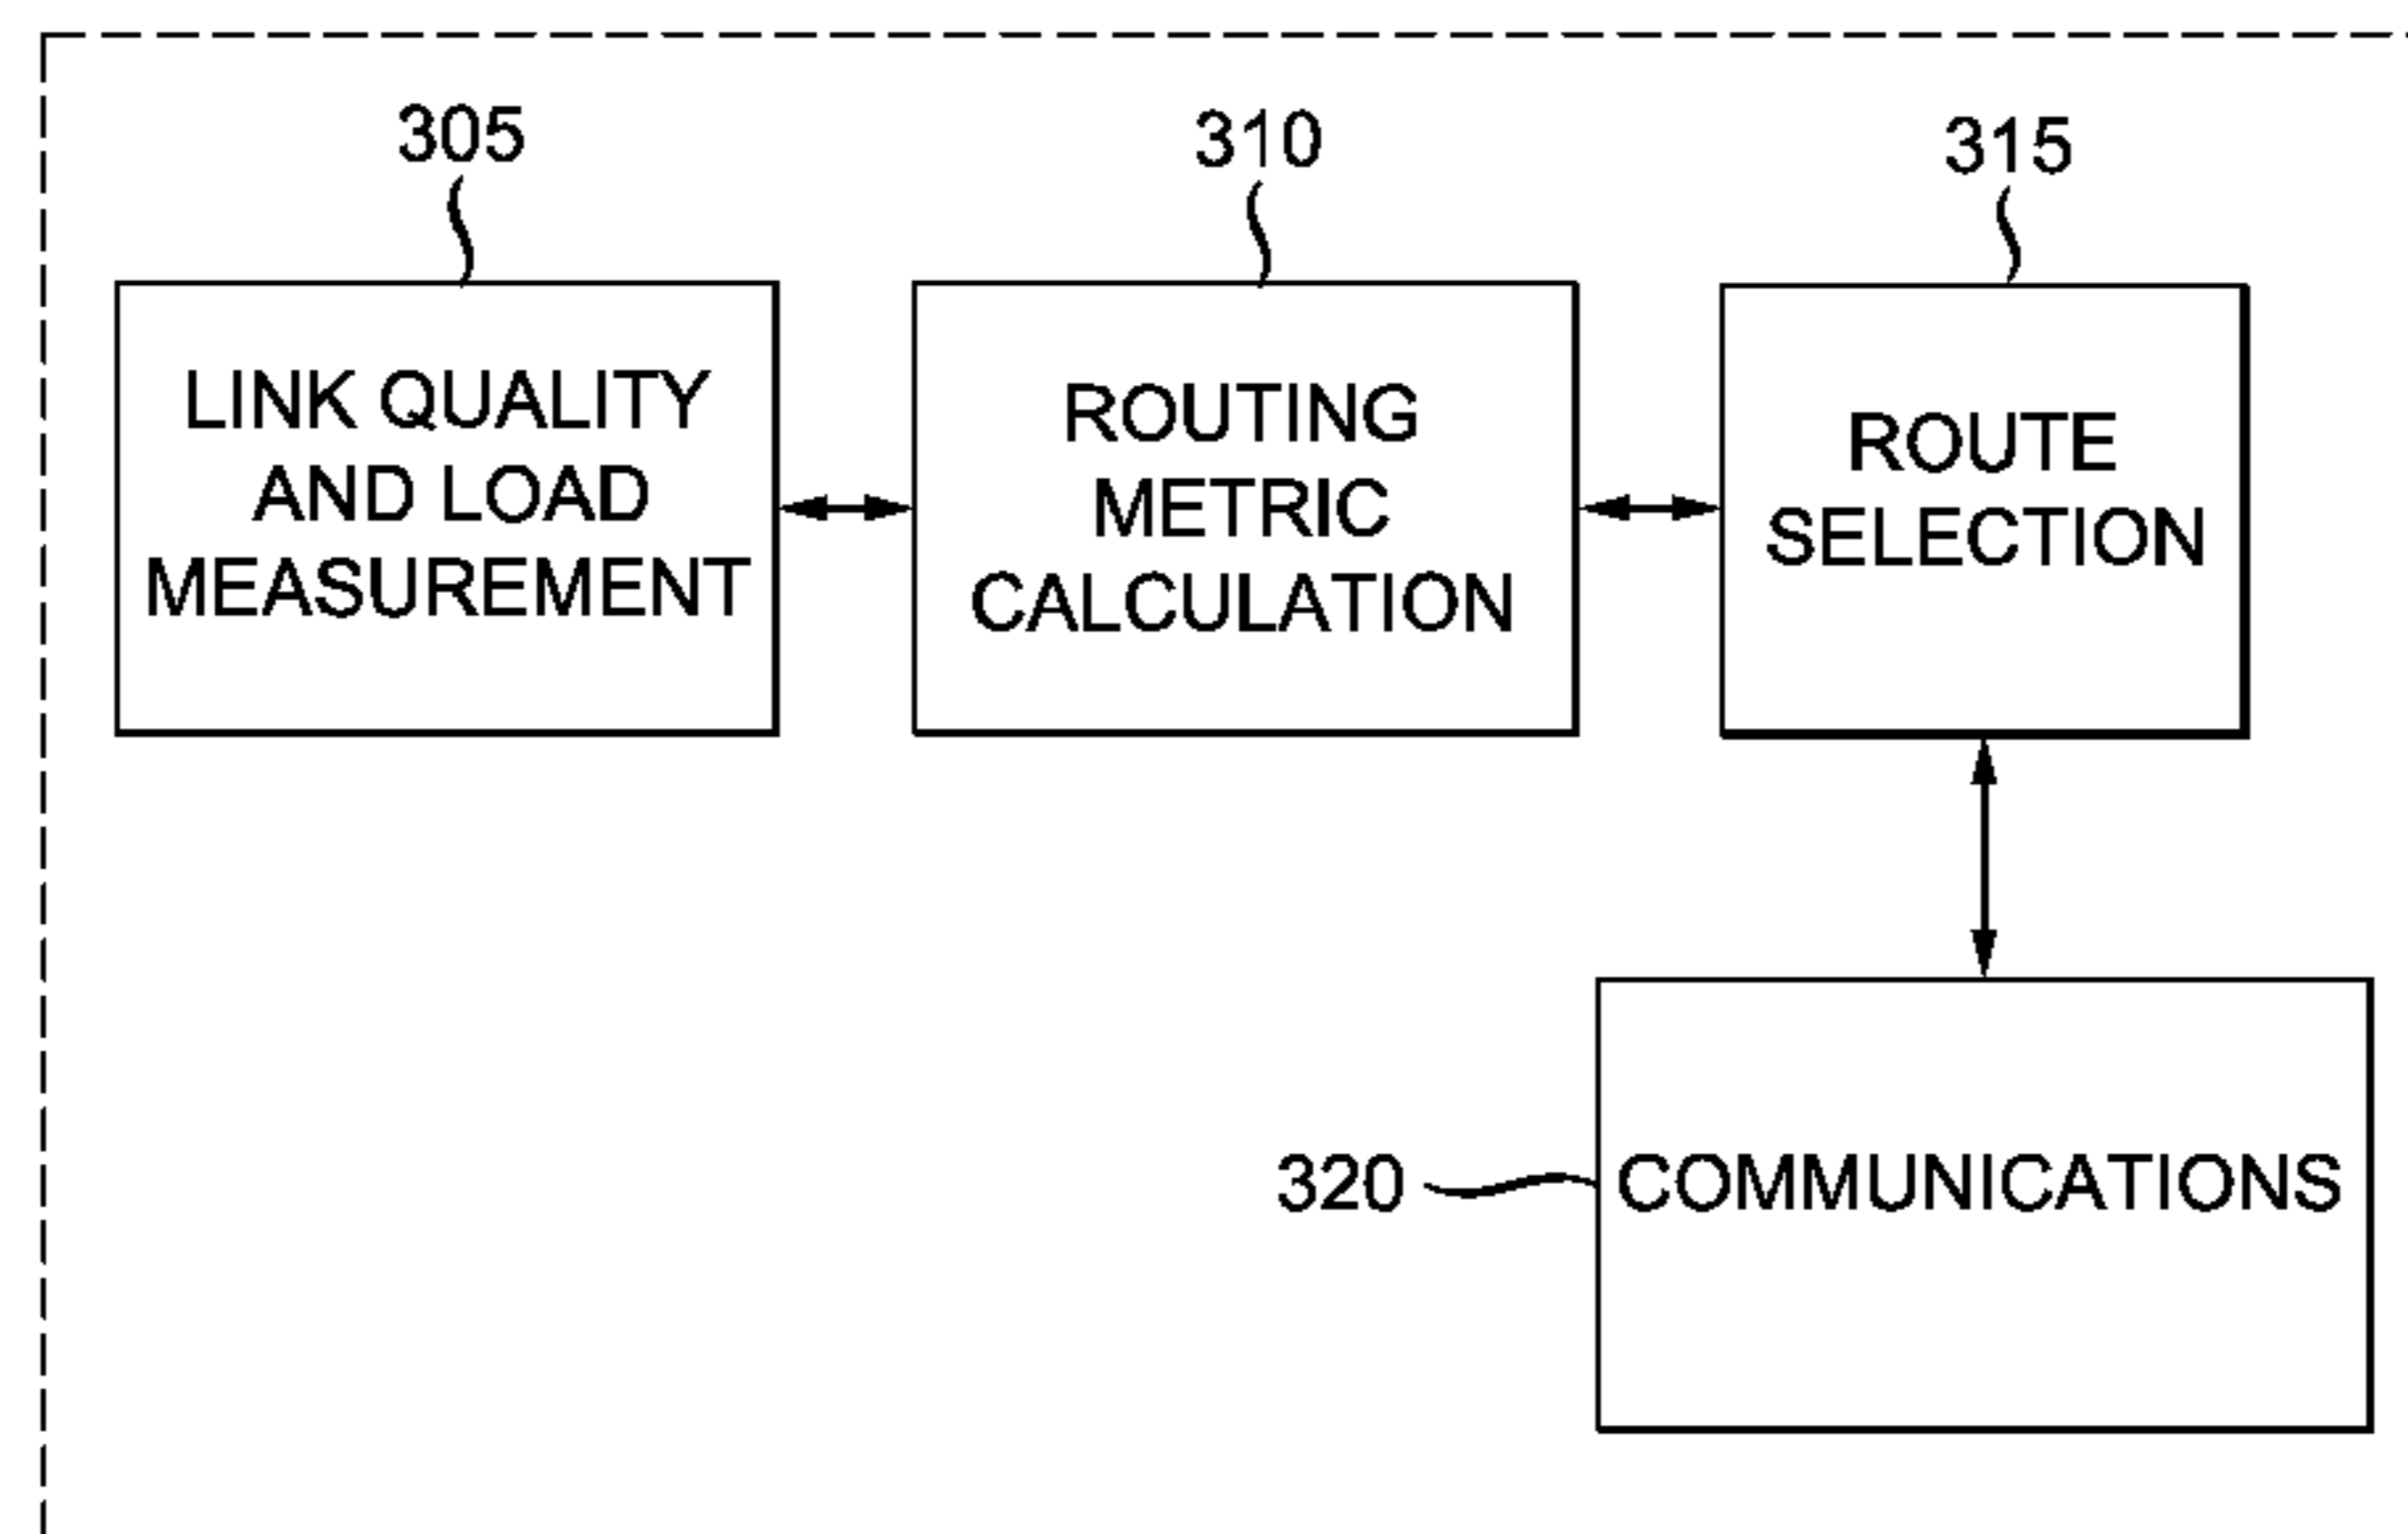 305
310
315
LINK QUALITY
AND LOAD
MEASUREMENT
ROUTING
METRIC
CALCULATION
ROUTE
SELECTION
320
COMMUNICATIONS